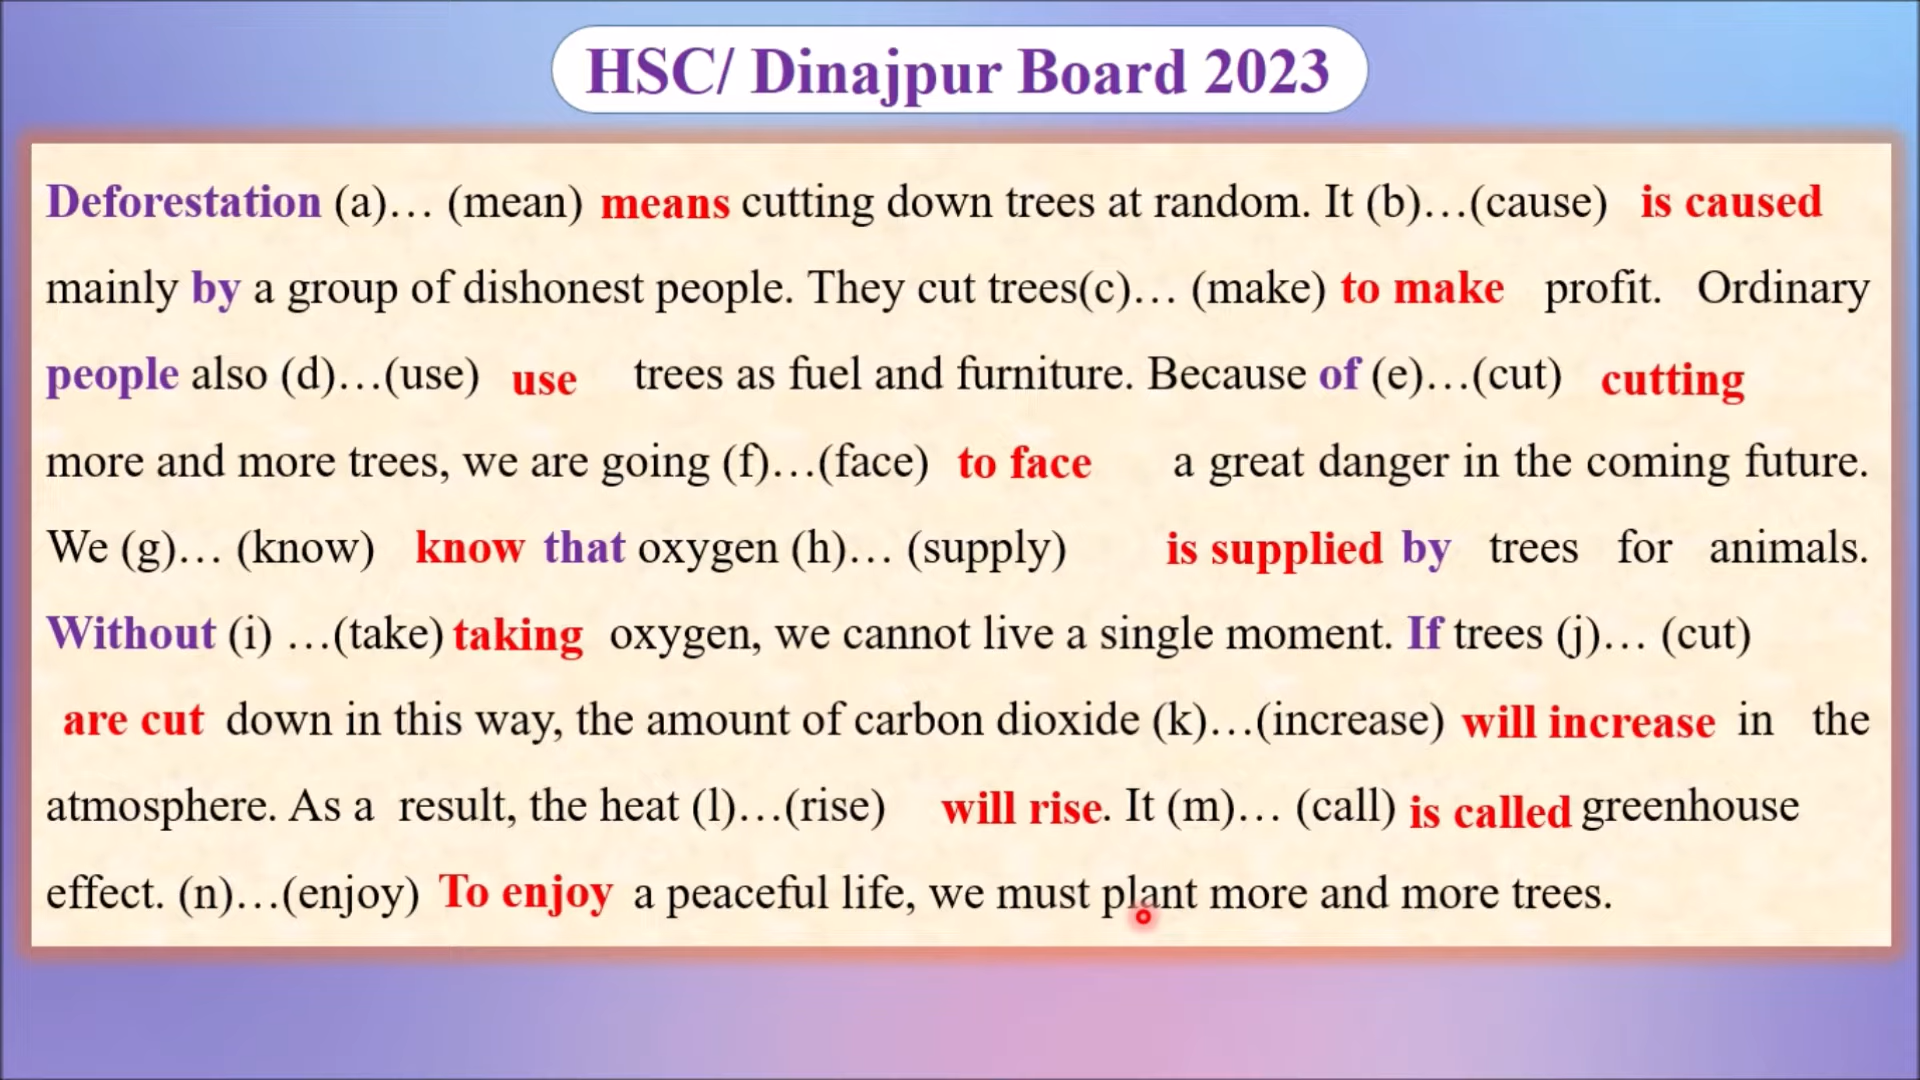 HSC/ Dinajpur Board 2023
Deforestation (a)… (mean) means cutting down trees at random. It (b)…(cause) is caused
mainly by a group of dishonest people. They cut trees(c)… (make) to make profit. Ordinary
people also (d)…(use) use trees as fuel and furniture. Because of (e)…(cut) cutting
more and more trees, we are going (f)…(face) to face a great danger in the coming future.
We (g)… (know) know that oxygen (h)… (supply) is supplied by trees for animals.
Without (i) …(take) taking oxygen, we cannot live a single moment. If trees (j)… (cut)
are cut down in this way, the amount of carbon dioxide (k)…(increase) will increase in the
atmosphere. As a result, the heat (l)…(rise) will rise. It (m)… (call) is called greenhouse
effect. (n)…(enjoy) To enjoy a peaceful life, we must plant more and more trees.